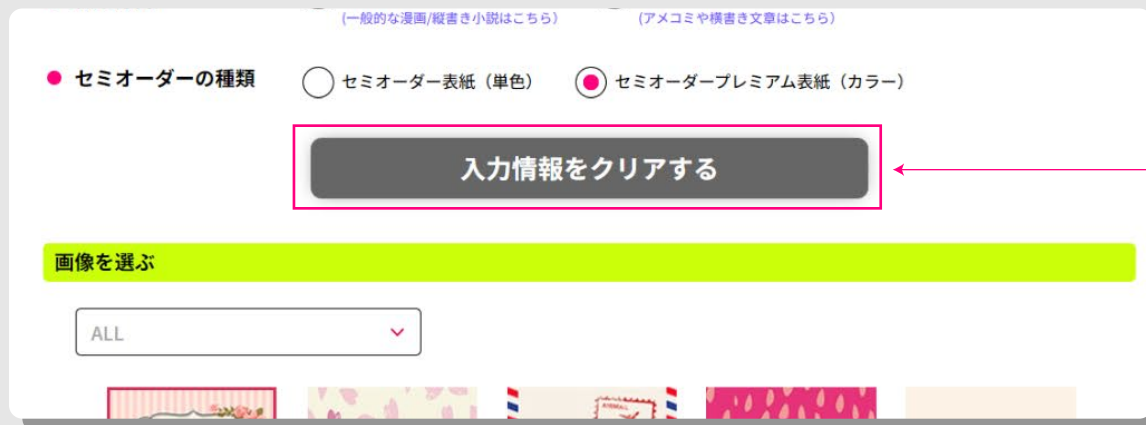 (一般的な漫画/縦書き小説はこちら) (アメコミや横書き文章はこちら)
セミオーダーの種類 セミオーダー表紙（単色） セミオーダープレミアム表紙（カラー）
入力情報をクリアする
画像を選ぶ
ALL